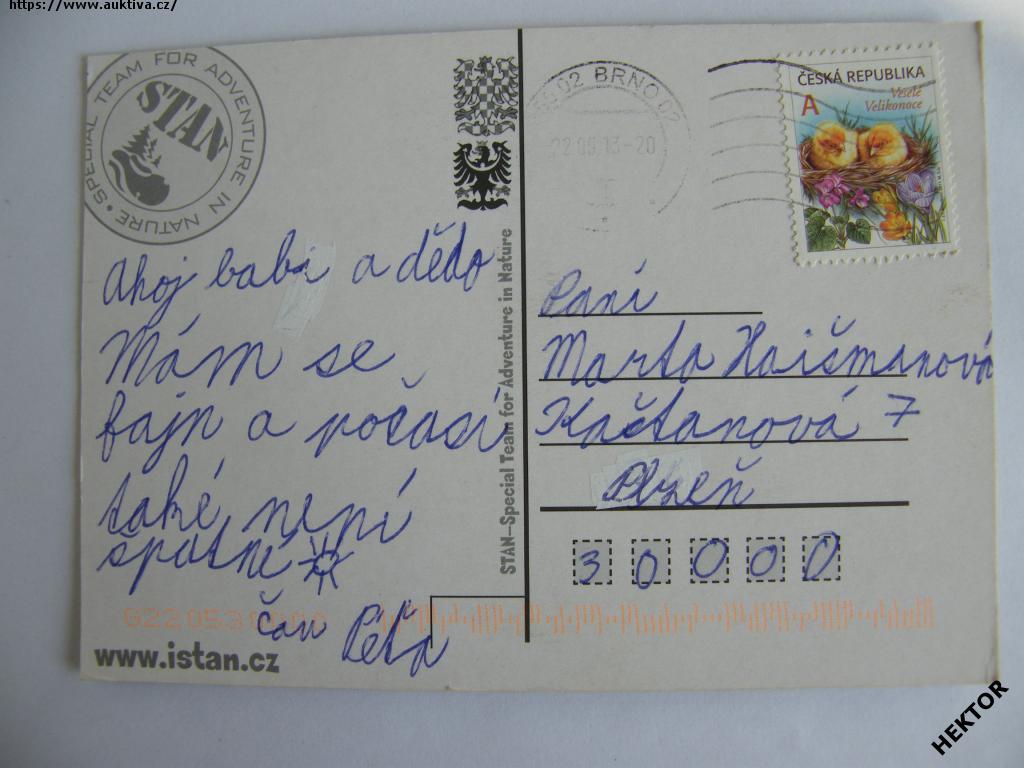 https://www.auktiva.cz/
SPECIAL TEAM FOR ADVENTURE IN NATURE
STAN
02 BRNO 02
22.05.13-20
ČESKÁ REPUBLIKA
Veselé
Velikonoce
A
Ahoj babi a dědo
Mám se
fajn a počasí
také není
špatné
čau Péťa
www.istan.cz
STAN-Special Team for Adventure in Nature
Paní
Marta Haišmanová
Kaštanová 7
Plzeň
30000
HEKTOR